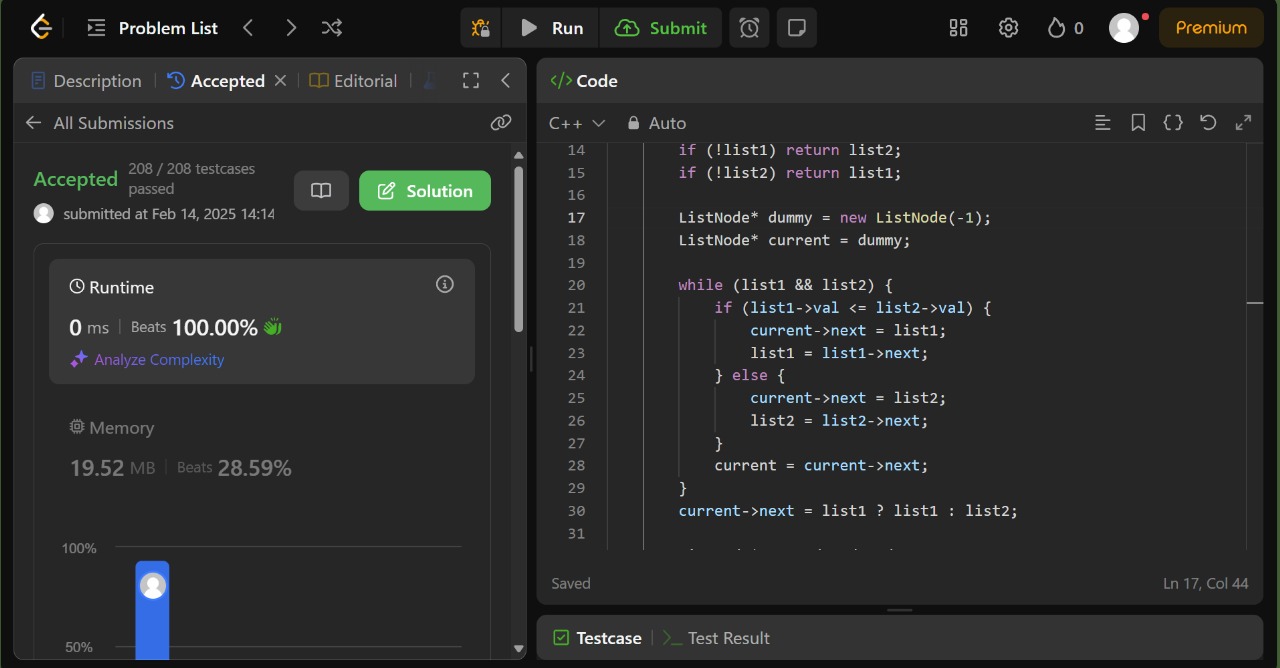 Problem List
Run
Submit
0
Premium
Description
Accepted
Editorial
All Submissions
Accepted
208 / 208 testcases
passed
submitted at Feb 14, 2025 14:14
Solution
Runtime
0 ms
Beats 100.00%
Analyze Complexity
Memory
19.52 MB
Beats 28.59%
100%
50%
</> Code
C++
Auto
14 if (!list1) return list2;
15 if (!list2) return list1;
16
17 ListNode* dummy = new ListNode(-1);
18 ListNode* current = dummy;
19
20 while (list1 && list2) {
21 if (list1->val <= list2->val) {
22 current->next = list1;
23 list1 = list1->next;
24 } else {
25 current->next = list2;
26 list2 = list2->next;
27 }
28 current = current->next;
29 }
30 current->next = list1 ? list1 : list2;
31
Saved
Ln 17, Col 44
Testcase
Test Result